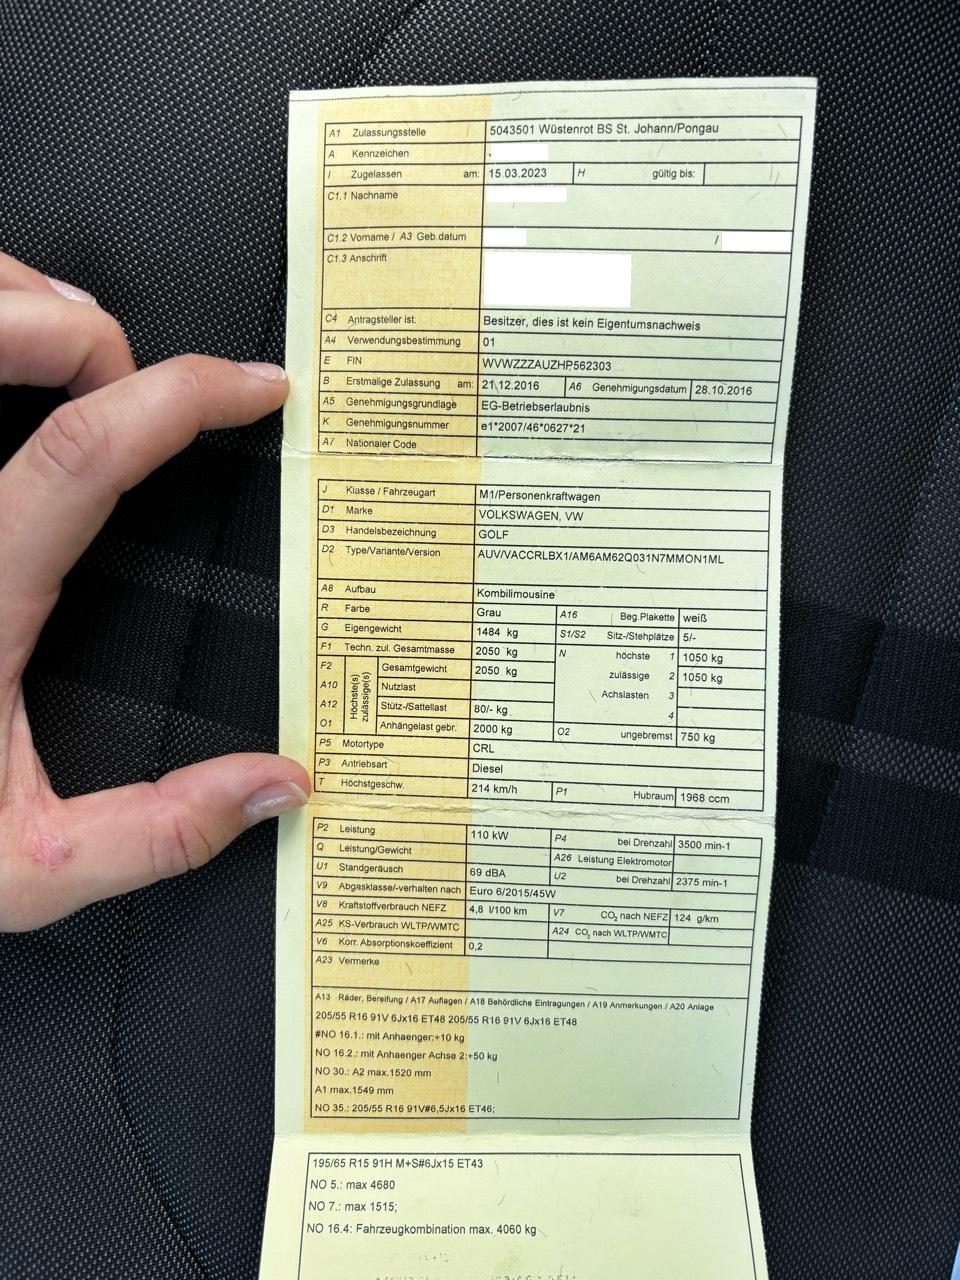 A1 Zulassungsstelle 5043501 Wüstenrot BS St. Johann/Pongau
A Kennzeichen
I Zugelassen am: 15.03.2023 H gültig bis:
C1.1 Nachname
C1.2 Vorname / A3 Geb.datum /
C1.3 Anschrift
C4 Antragsteller ist: Besitzer, dies ist kein Eigentumsnachweis
A4 Verwendungsbestimmung 01
E FIN WVWZZZAUZHP562303
B Erstmalige Zulassung am: 21.12.2016 A6 Genehmigungsdatum 28.10.2016
A5 Genehmigungsgrundlage EG-Betriebserlaubnis
K Genehmigungsnummer e1*2007/46*0627*21
A7 Nationaler Code
J Klasse / Fahrzeugart M1/Personenkraftwagen
D1 Marke VOLKSWAGEN, VW
D3 Handelsbezeichnung GOLF
D2 Type/Variante/Version AUV/VACCRLBX1/AM6AM62Q031N7MMON1ML
A8 Aufbau Kombilimousine
R Farbe Grau A16 Beg.Plakette weiß
G Eigengewicht 1484 kg S1/S2 Sitz-/Stehplätze 5/-
F1 Techn. zul. Gesamtmasse 2050 kg N höchste 1 1050 kg
F2 Höchste(s) zulässige(s) Gesamtgewicht 2050 kg zulässige 2 1050 kg
A10 Nutzlast Achslasten 3
A12 Stütz-/Sattellast 80/- kg 4
O1 Anhängelast gebr. 2000 kg O2 ungebremst 750 kg
P5 Motortype CRL
P3 Antriebsart Diesel
T Höchstgeschw. 214 km/h P1 Hubraum 1968 ccm
P2 Leistung 110 kW P4 bei Drehzahl 3500 min-1
Q Leistung/Gewicht A26 Leistung Elektromotor
U1 Standgeräusch 69 dBA U2 bei Drehzahl 2375 min-1
V9 Abgasklasse/-verhalten nach Euro 6/2015/45W
V8 Kraftstoffverbrauch NEFZ 4,8 l/100 km V7 CO2 nach NEFZ 124 g/km
A25 KS-Verbrauch WLTP/WMTC A24 CO2 nach WLTP/WMTC
V6 Korr. Absorptionskoeffizient 0,2
A23 Vermerke
A13 Räder, Bereifung / A17 Auflagen / A18 Behördliche Eintragungen / A19 Anmerkungen / A20 Anlage
205/55 R16 91V 6Jx16 ET48 205/55 R16 91V 6Jx16 ET48
#NO 16.1.: mit Anhaenger:+10 kg
NO 16.2.: mit Anhaenger Achse 2:+50 kg
NO 30.: A2 max.1520 mm
A1 max.1549 mm
NO 35.: 205/55 R16 91V#6,5Jx16 ET46;
195/65 R15 91H M+S#6Jx15 ET43
NO 5.: max 4680
NO 7.: max 1515;
NO 16.4: Fahrzeugkombination max. 4060 kg